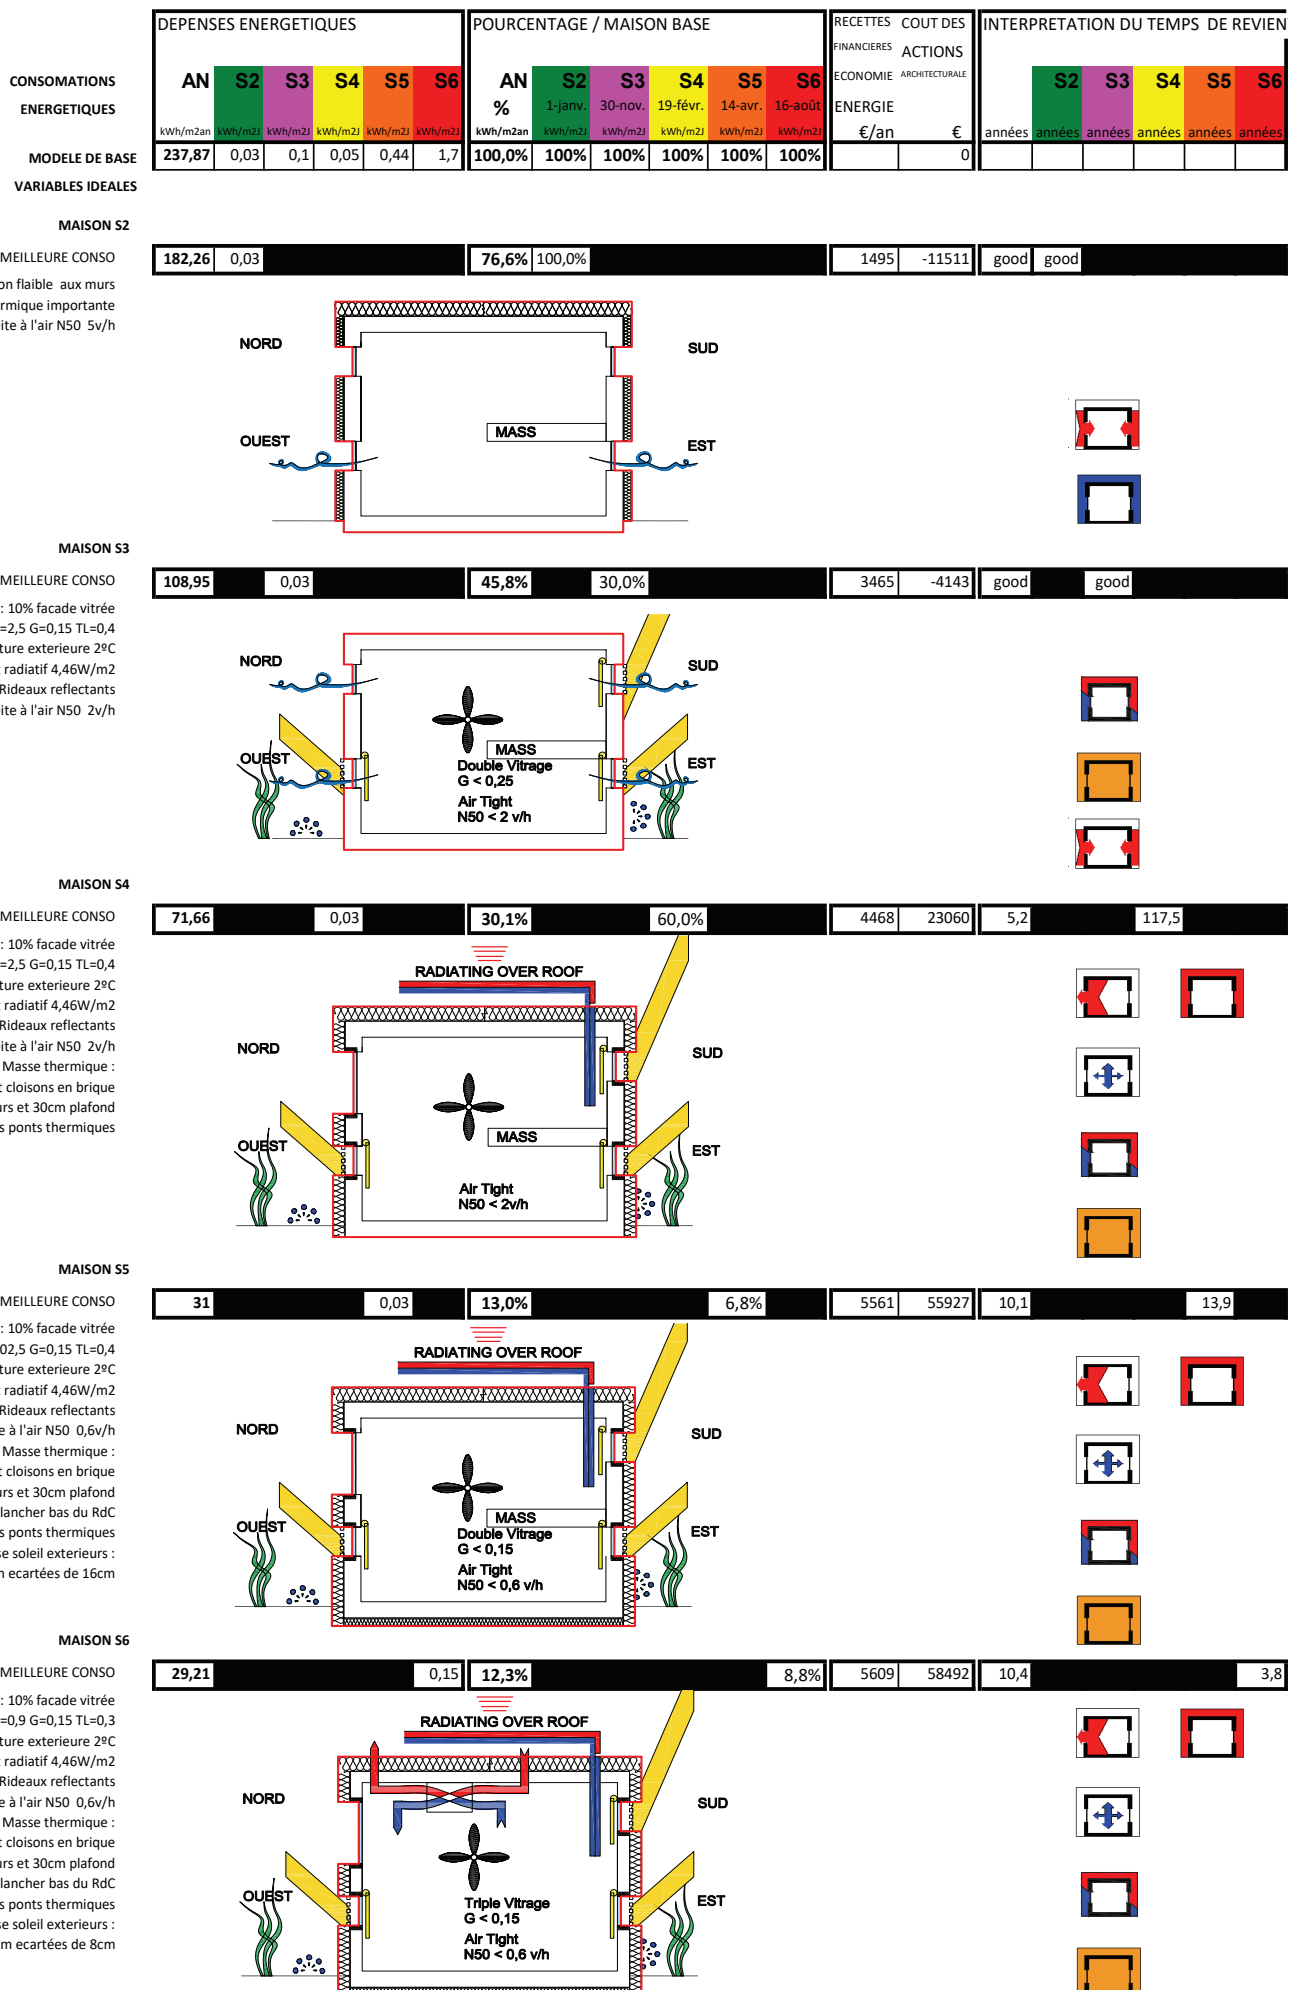 DEPENSES ENERGETIQUES
POURCENTAGE / MAISON BASE
RECETTES FINANCIERES ECONOMIE ENERGIE €/an
COUT DES ACTIONS ARCHITECTURALE €
INTERPRETATION DU TEMPS DE REVIEN
CONSOMATIONS ENERGETIQUES
AN S2 S3 S4 S5 S6
AN S2 S3 S4 S5 S6
S2 S3 S4 S5 S6
% 1-janv. 30-nov. 19-févr. 14-avr. 16-août
kWh/m2an kWh/m2J kWh/m2J kWh/m2J kWh/m2J kWh/m2J
kWh/m2an kWh/m2J kWh/m2J kWh/m2J kWh/m2J kWh/m2J
années années années années années années
MODELE DE BASE 237,87 0,03 0,1 0,05 0,44 1,7 100,0% 100% 100% 100% 100% 100% 0
VARIABLES IDEALES
MAISON S2
MEILLEURE CONSO 182,26 0,03 76,6% 100,0% 1495 -11511 good good
on flaible aux murs
rmique importante
ite à l'air N50 5v/h
NORD
SUD
MASS
OUEST
EST
MAISON S3
MEILLEURE CONSO 108,95 0,03 45,8% 30,0% 3465 -4143 good good
: 10% facade vitrée
=2,5 G=0,15 TL=0,4
ture exterieure 2ºC
t radiatif 4,46W/m2
Rideaux reflectants
ite à l'air N50 2v/h
NORD
SUD
MASS
OUEST
EST
Double Vitrage
G < 0,25
Air Tight
N50 < 2 v/h
MAISON S4
MEILLEURE CONSO 71,66 0,03 30,1% 60,0% 4468 23060 5,2 117,5
: 10% facade vitrée
=2,5 G=0,15 TL=0,4
ture exterieure 2ºC
t radiatif 4,46W/m2
Rideaux reflectants
ite à l'air N50 2v/h
Masse thermique :
t cloisons en brique
urs et 30cm plafond
s ponts thermiques
RADIATING OVER ROOF
NORD
SUD
MASS
OUEST
EST
Air Tight
N50 < 2v/h
MAISON S5
MEILLEURE CONSO 31 0,03 13,0% 6,8% 5561 55927 10,1 13,9
: 10% facade vitrée
02,5 G=0,15 TL=0,4
ture exterieure 2ºC
t radiatif 4,46W/m2
Rideaux reflectants
e à l'air N50 0,6v/h
Masse thermique :
t cloisons en brique
urs et 30cm plafond
lancher bas du RdC
s ponts thermiques
se soleil exterieurs :
n ecartées de 16cm
RADIATING OVER ROOF
NORD
SUD
MASS
OUEST
EST
Double Vitrage
G < 0,15
Air Tight
N50 < 0,6 v/h
MAISON S6
MEILLEURE CONSO 29,21 0,15 12,3% 8,8% 5609 58492 10,4 3,8
: 10% facade vitrée
=0,9 G=0,15 TL=0,3
ture exterieure 2ºC
t radiatif 4,46W/m2
Rideaux reflectants
e à l'air N50 0,6v/h
Masse thermique :
t cloisons en brique
urs et 30cm plafond
lancher bas du RdC
s ponts thermiques
se soleil exterieurs :
m ecartées de 8cm
RADIATING OVER ROOF
NORD
SUD
OUEST
EST
Triple Vitrage
G < 0,15
Air Tight
N50 < 0,6 v/h